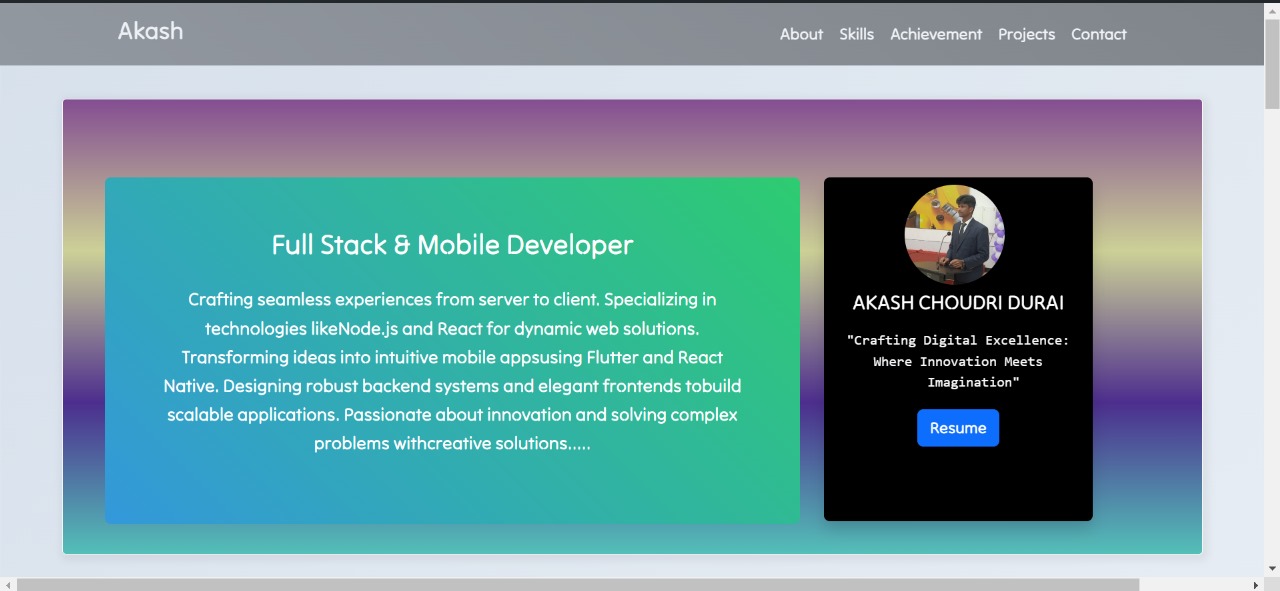 Akash
About Skills Achievement Projects Contact
Full Stack & Mobile Developer
Crafting seamless experiences from server to client. Specializing in
technologies likeNode.js and React for dynamic web solutions.
Transforming ideas into intuitive mobile appsusing Flutter and React
Native. Designing robust backend systems and elegant frontends tobuild
scalable applications. Passionate about innovation and solving complex
problems withcreative solutions.....
AKASH CHOUDRI DURAI
"Crafting Digital Excellence:
Where Innovation Meets
Imagination"
Resume